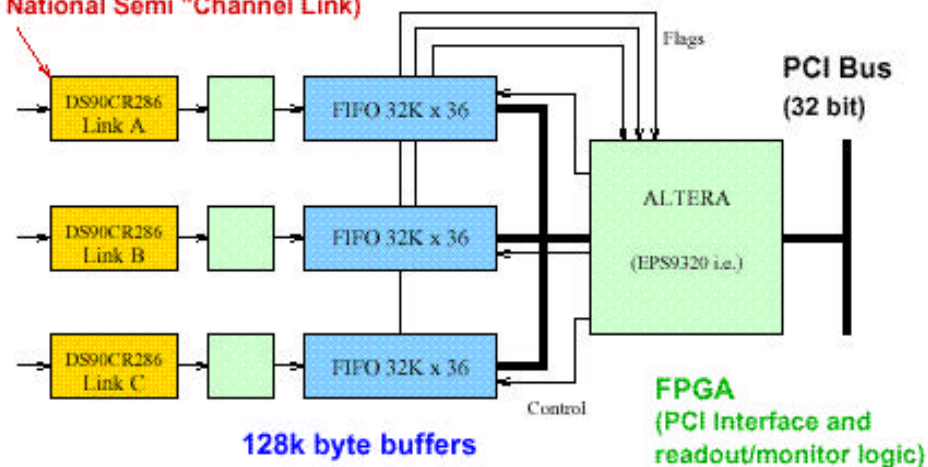 National Semi "Channel Link)
Flags
PCI Bus
(32 bit)
DS90CR286
Link A
FIFO 32K x 36
ALTERA
(EPS9320 i.e.)
DS90CR286
Link B
FIFO 32K x 36
DS90CR286
Link C
FIFO 32K x 36
Control
FPGA
(PCI Interface and
readout/monitor logic)
128k byte buffers